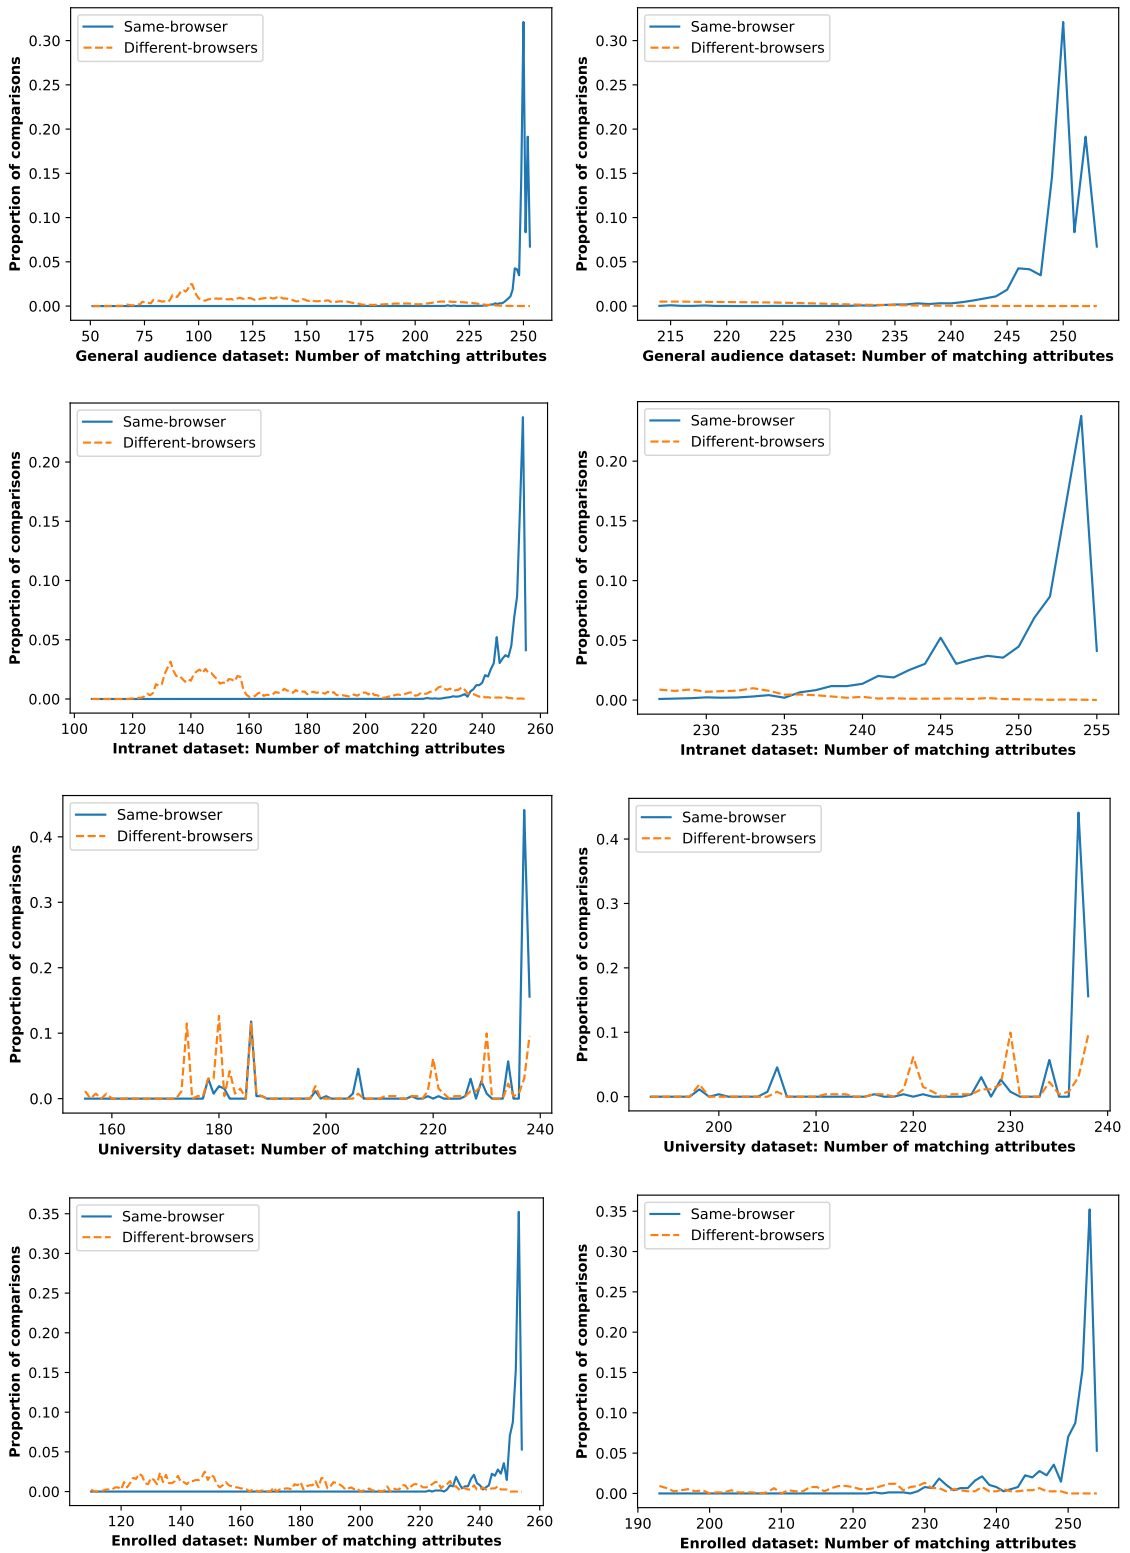 Same-browser
Different-browsers
0.30
0.25
0.20
0.15
0.10
0.05
0.00
Proportion of comparisons
50 75 100 125 150 175 200 225 250
General audience dataset: Number of matching attributes
Same-browser
Different-browsers
0.30
0.25
0.20
0.15
0.10
0.05
0.00
Proportion of comparisons
215 220 225 230 235 240 245 250
General audience dataset: Number of matching attributes
Same-browser
Different-browsers
0.20
0.15
0.10
0.05
0.00
Proportion of comparisons
100 120 140 160 180 200 220 240 260
Intranet dataset: Number of matching attributes
Same-browser
Different-browsers
0.20
0.15
0.10
0.05
0.00
Proportion of comparisons
230 235 240 245 250 255
Intranet dataset: Number of matching attributes
Same-browser
Different-browsers
0.4
0.3
0.2
0.1
0.0
Proportion of comparisons
160 180 200 220 240
University dataset: Number of matching attributes
Same-browser
Different-browsers
0.4
0.3
0.2
0.1
0.0
Proportion of comparisons
200 210 220 230 240
University dataset: Number of matching attributes
Same-browser
Different-browsers
0.35
0.30
0.25
0.20
0.15
0.10
0.05
0.00
Proportion of comparisons
120 140 160 180 200 220 240 260
Enrolled dataset: Number of matching attributes
Same-browser
Different-browsers
0.35
0.30
0.25
0.20
0.15
0.10
0.05
0.00
Proportion of comparisons
190 200 210 220 230 240 250
Enrolled dataset: Number of matching attributes